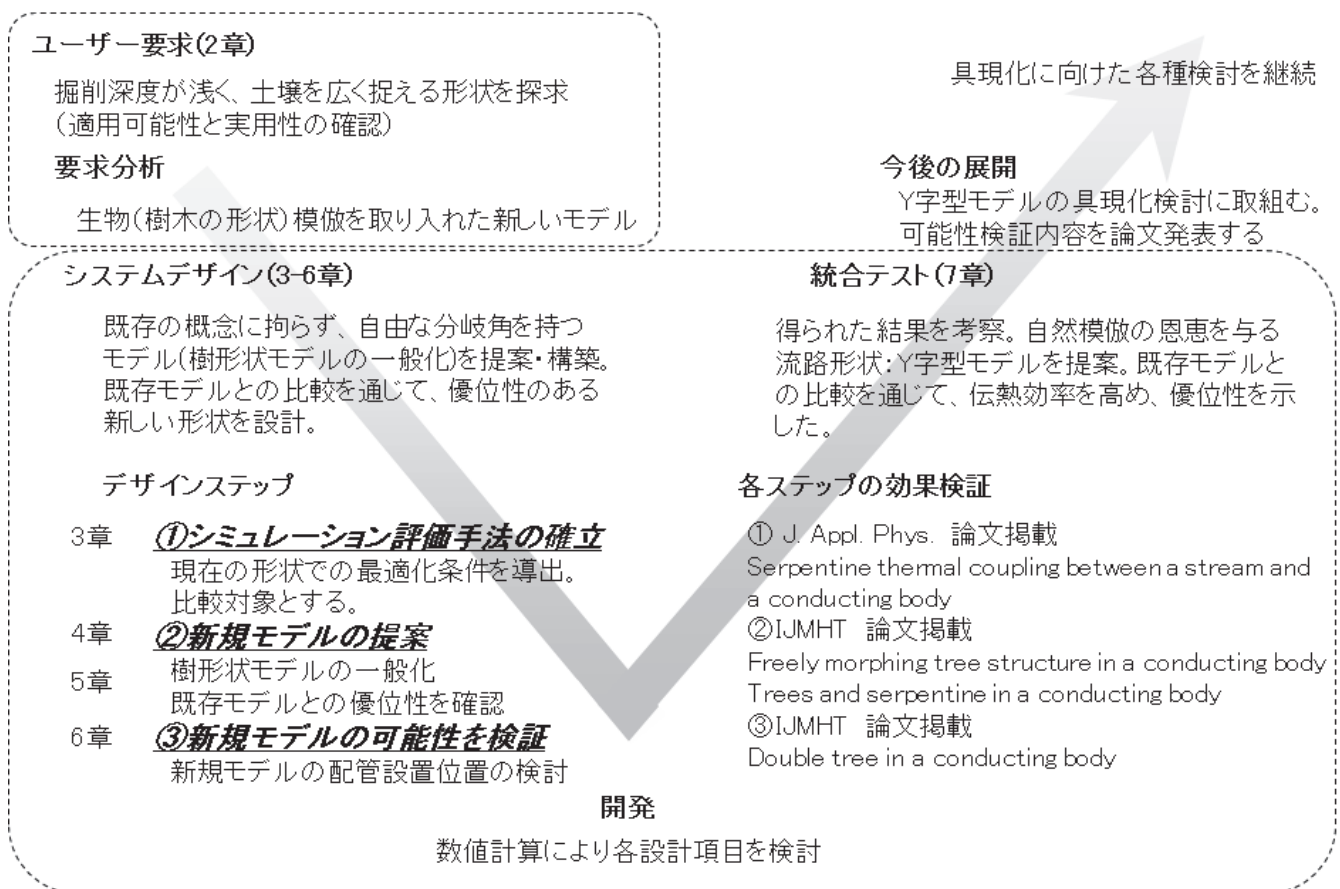 ユーザー要求(2章)
掘削深度が浅く、土壌を広く捉える形状を探求
(適用可能性と実用性の確認)
要求分析
生物(樹木の形状)模倣を取り入れた新しいモデル
具現化に向けた各種検討を継続
今後の展開
Y字型モデルの具現化検討に取組む。
可能性検証内容を論文発表する
システムデザイン(3-6章)
既存の概念に拘らず、自由な分岐角を持つ
モデル(樹形状モデルの一般化)を提案・構築。
既存モデルとの比較を通じて、優位性のある
新しい形状を設計。
デザインステップ
3章 ①シミュレーション評価手法の確立
現在の形状での最適化条件を導出。
比較対象とする。
4章 ②新規モデルの提案
樹形状モデルの一般化
5章
既存モデルとの優位性を確認
6章 ③新規モデルの可能性を検証
新規モデルの配管設置位置の検討
統合テスト(7章)
得られた結果を考察。自然模倣の恩恵を与る
流路形状:Y字型モデルを提案。既存モデルと
の比較を通じて、伝熱効率を高め、優位性を示
した。
各ステップの効果検証
① J. Appl. Phys. 論文掲載
Serpentine thermal coupling between a stream and
a conducting body
②IJMHT 論文掲載
Freely morphing tree structure in a conducting body
Trees and serpentine in a conducting body
③IJMHT 論文掲載
Double tree in a conducting body
開発
数値計算により各設計項目を検討